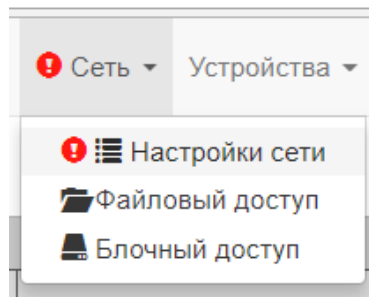 Сеть Устройства
Настройки сети
Файловый доступ
Блочный доступ